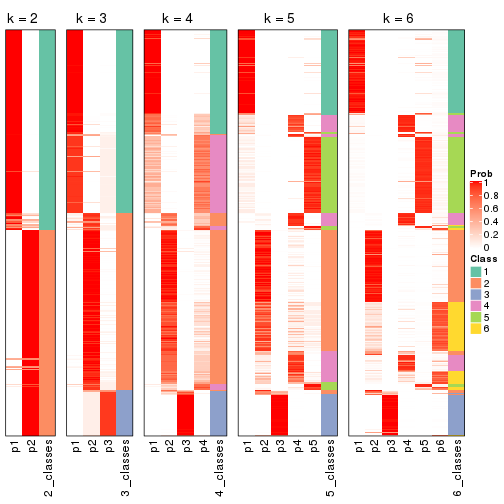 k = 2
k = 3
k = 4
k = 5
k = 6
p1
p2
2_classes
p1
p2
p3
3_classes
p1
p2
p3
p4
4_classes
p1
p2
p3
p4
p5
5_classes
p1
p2
p3
p4
p5
p6
6_classes
Prob
1
0.8
0.6
0.4
0.2
0
Class
1
2
3
4
5
6